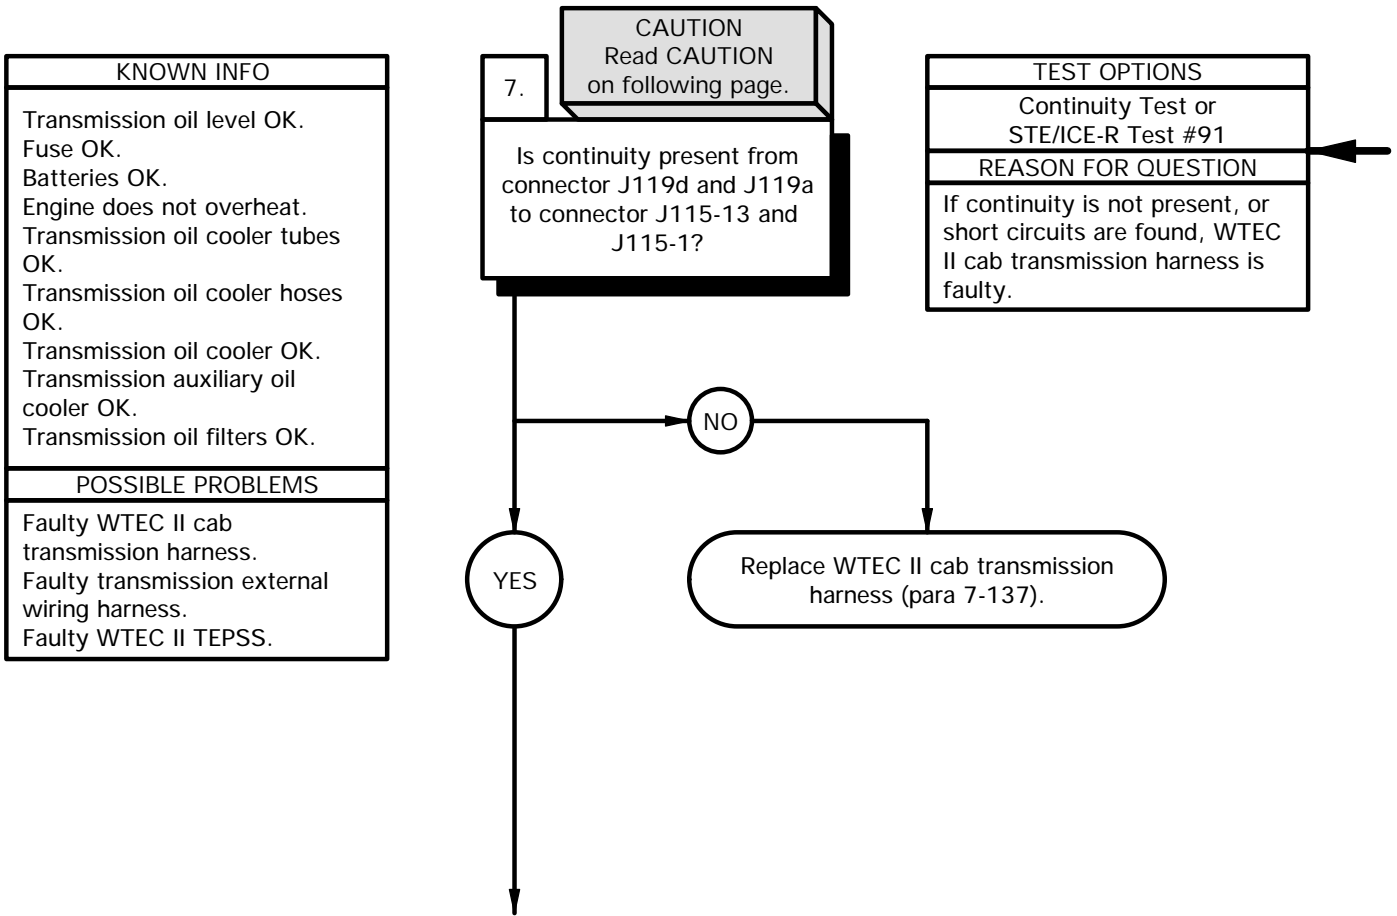 KNOWN INFO
Transmission oil level OK.
Fuse OK.
Batteries OK.
Engine does not overheat.
Transmission oil cooler tubes
OK.
Transmission oil cooler hoses
OK.
Transmission oil cooler OK.
Transmission auxiliary oil
cooler OK.
Transmission oil filters OK.
POSSIBLE PROBLEMS
Faulty WTEC II cab
transmission harness.
Faulty transmission external
wiring harness.
Faulty WTEC II TEPSS.
CAUTION
Read CAUTION
on following page.
7.
Is continuity present from
connector J119d and J119a
to connector J115-13 and
J115-1?
TEST OPTIONS
Continuity Test or
STE/ICE-R Test #91
REASON FOR QUESTION
If continuity is not present, or
short circuits are found, WTEC
II cab transmission harness is
faulty.
NO
YES
Replace WTEC II cab transmission
harness (para 7-137).